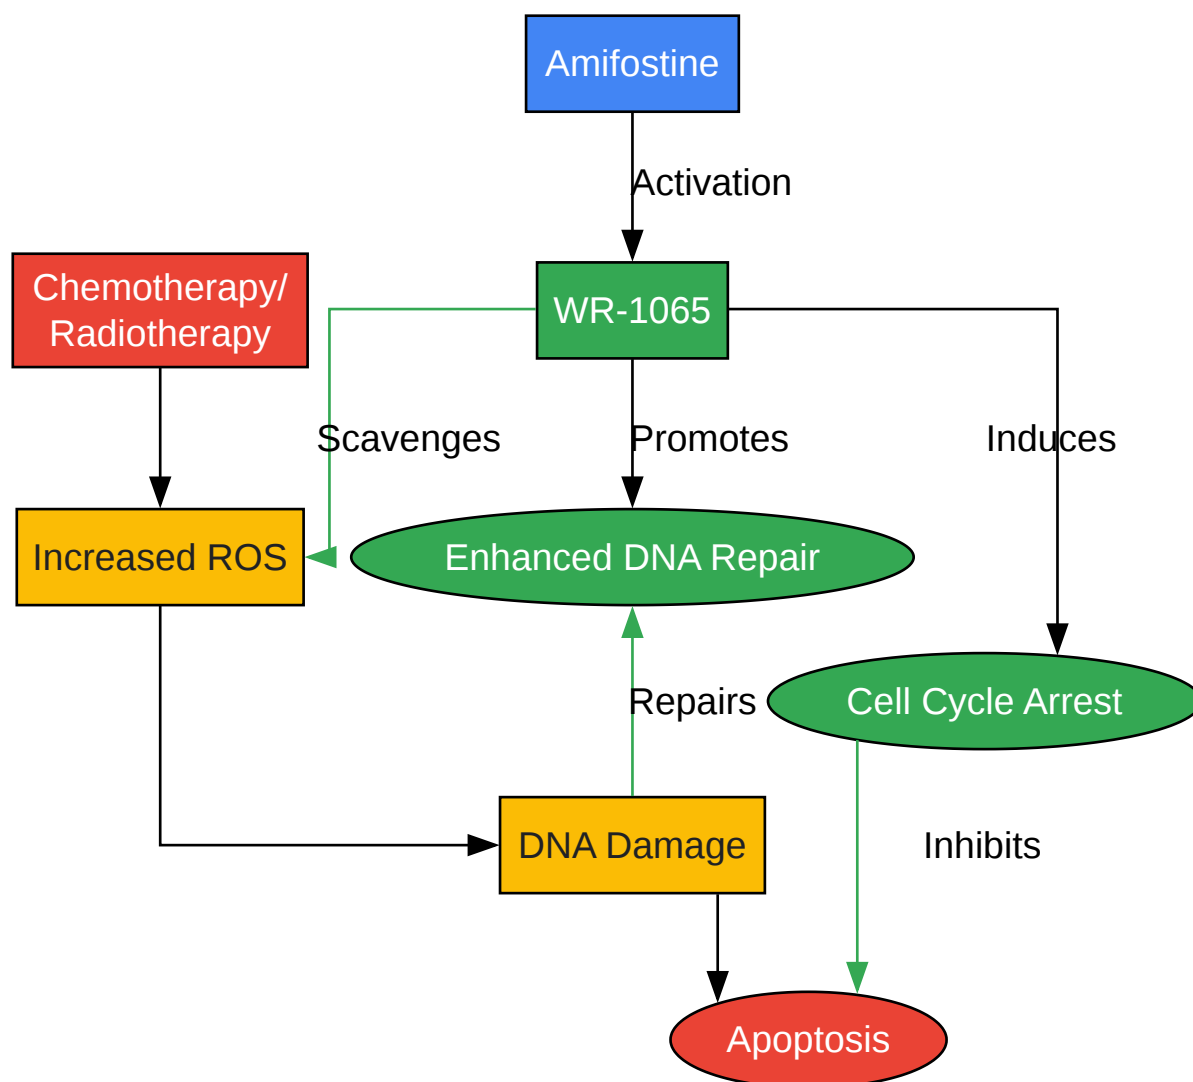 Amifostine
Activation
Chemotherapy/
Radiotherapy
WR-1065
Scavenges
Promotes
Induces
Increased ROS
Enhanced DNA Repair
Repairs
Cell Cycle Arrest
DNA Damage
Inhibits
Apoptosis